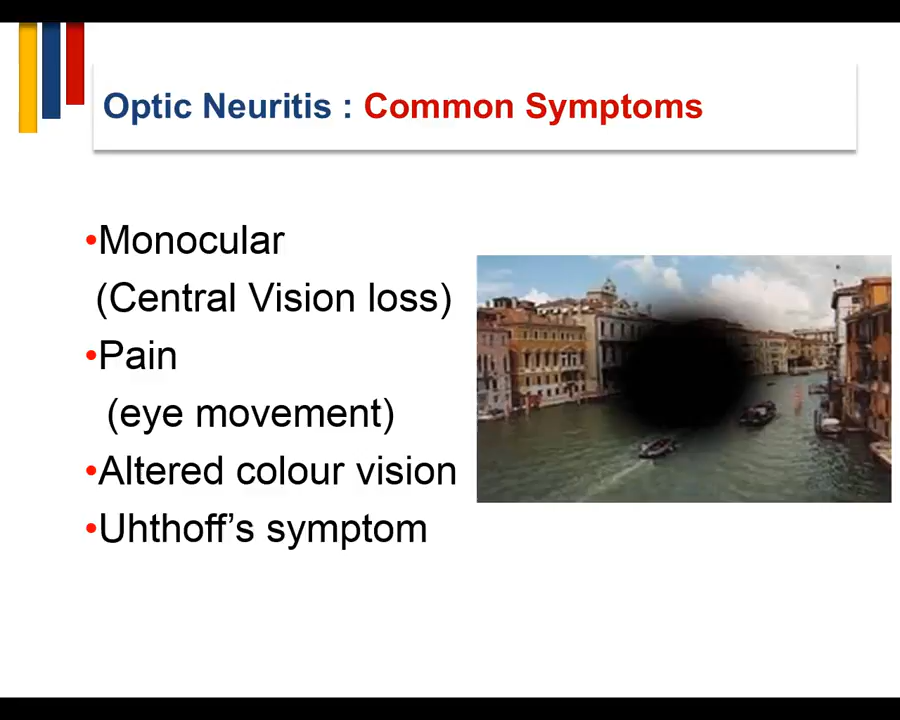 Optic Neuritis : Common Symptoms
•Monocular
(Central Vision loss)
•Pain
(eye movement)
•Altered colour vision
•Uhthoff’s symptom